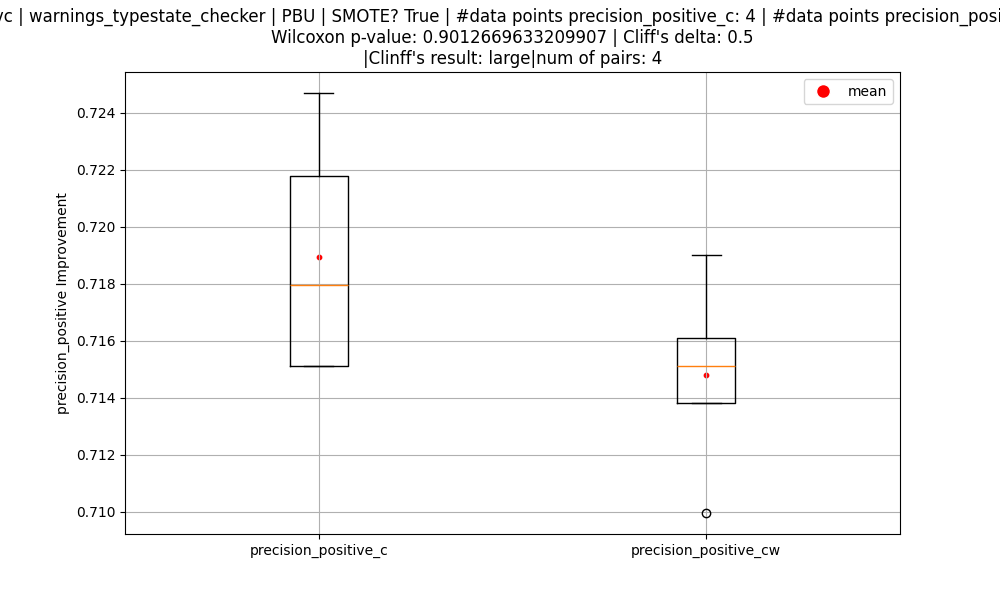 | warnings_typestate_checker | PBU | SMOTE? True | #data points precision_positive_c: 4 | #data points
Wilcoxon p-value: 0.9012669633209907 | Cliff's delta: 0.5
|Clinff's result: large|num of pairs: 4
mean
0.724
0.722
0.720
0.718
0.716
0.714
0.712
0.710
precision_positive Improvement
precision_positive_c
precision_positive_cw